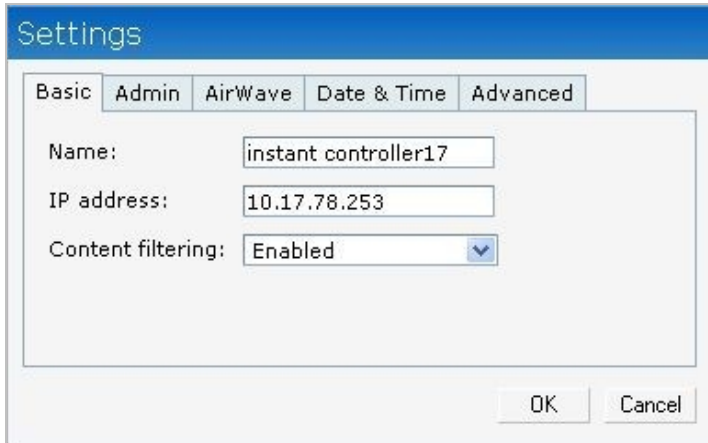 Settings
Basic Admin AirWave Date & Time Advanced
Name: instant controller17
IP address: 10.17.78.253
Content filtering: Enabled
OK Cancel